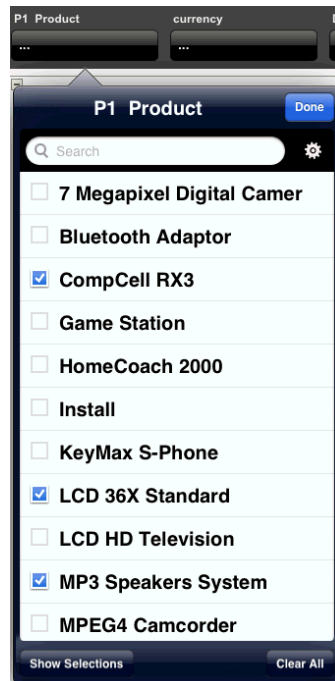 P1 Product currency
... ...
P1 Product Done
Search
7 Megapixel Digital Camer
Bluetooth Adaptor
CompCell RX3
Game Station
HomeCoach 2000
Install
KeyMax S-Phone
LCD 36X Standard
LCD HD Television
MP3 Speakers System
MPEG4 Camcorder
Show Selections Clear All